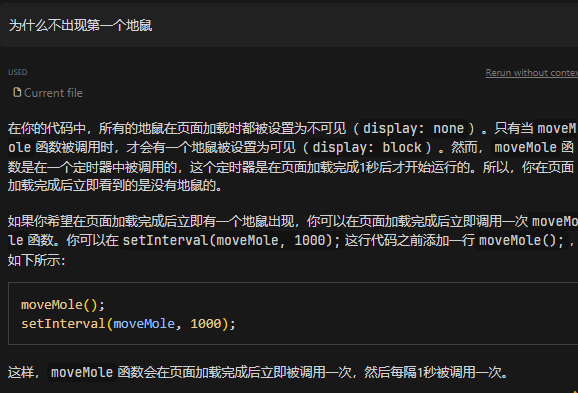 为什么不出现第一个地鼠
USED
Rerun without contex
Current file
在你的代码中，所有的地鼠在页面加载时都被设置为不可见（display: none）。只有当 moveM
ole 函数被调用时，才会有一个地鼠被设置为可见（display: block）。然而， moveMole 函
数是在一个定时器中被调用的，这个定时器是在页面加载完成1秒后才开始运行的。所以，你在页面
加载完成后立即看到的是没有地鼠的。
如果你希望在页面加载完成后立即有一个地鼠出现，你可以在页面加载完成后立即调用一次 moveMo
le 函数。你可以在 setInterval(moveMole, 1000); 这行代码之前添加一行 moveMole(); ，
如下所示：
moveMole();
setInterval(moveMole, 1000);
这样， moveMole 函数会在页面加载完成后立即被调用一次，然后每隔1秒被调用一次。